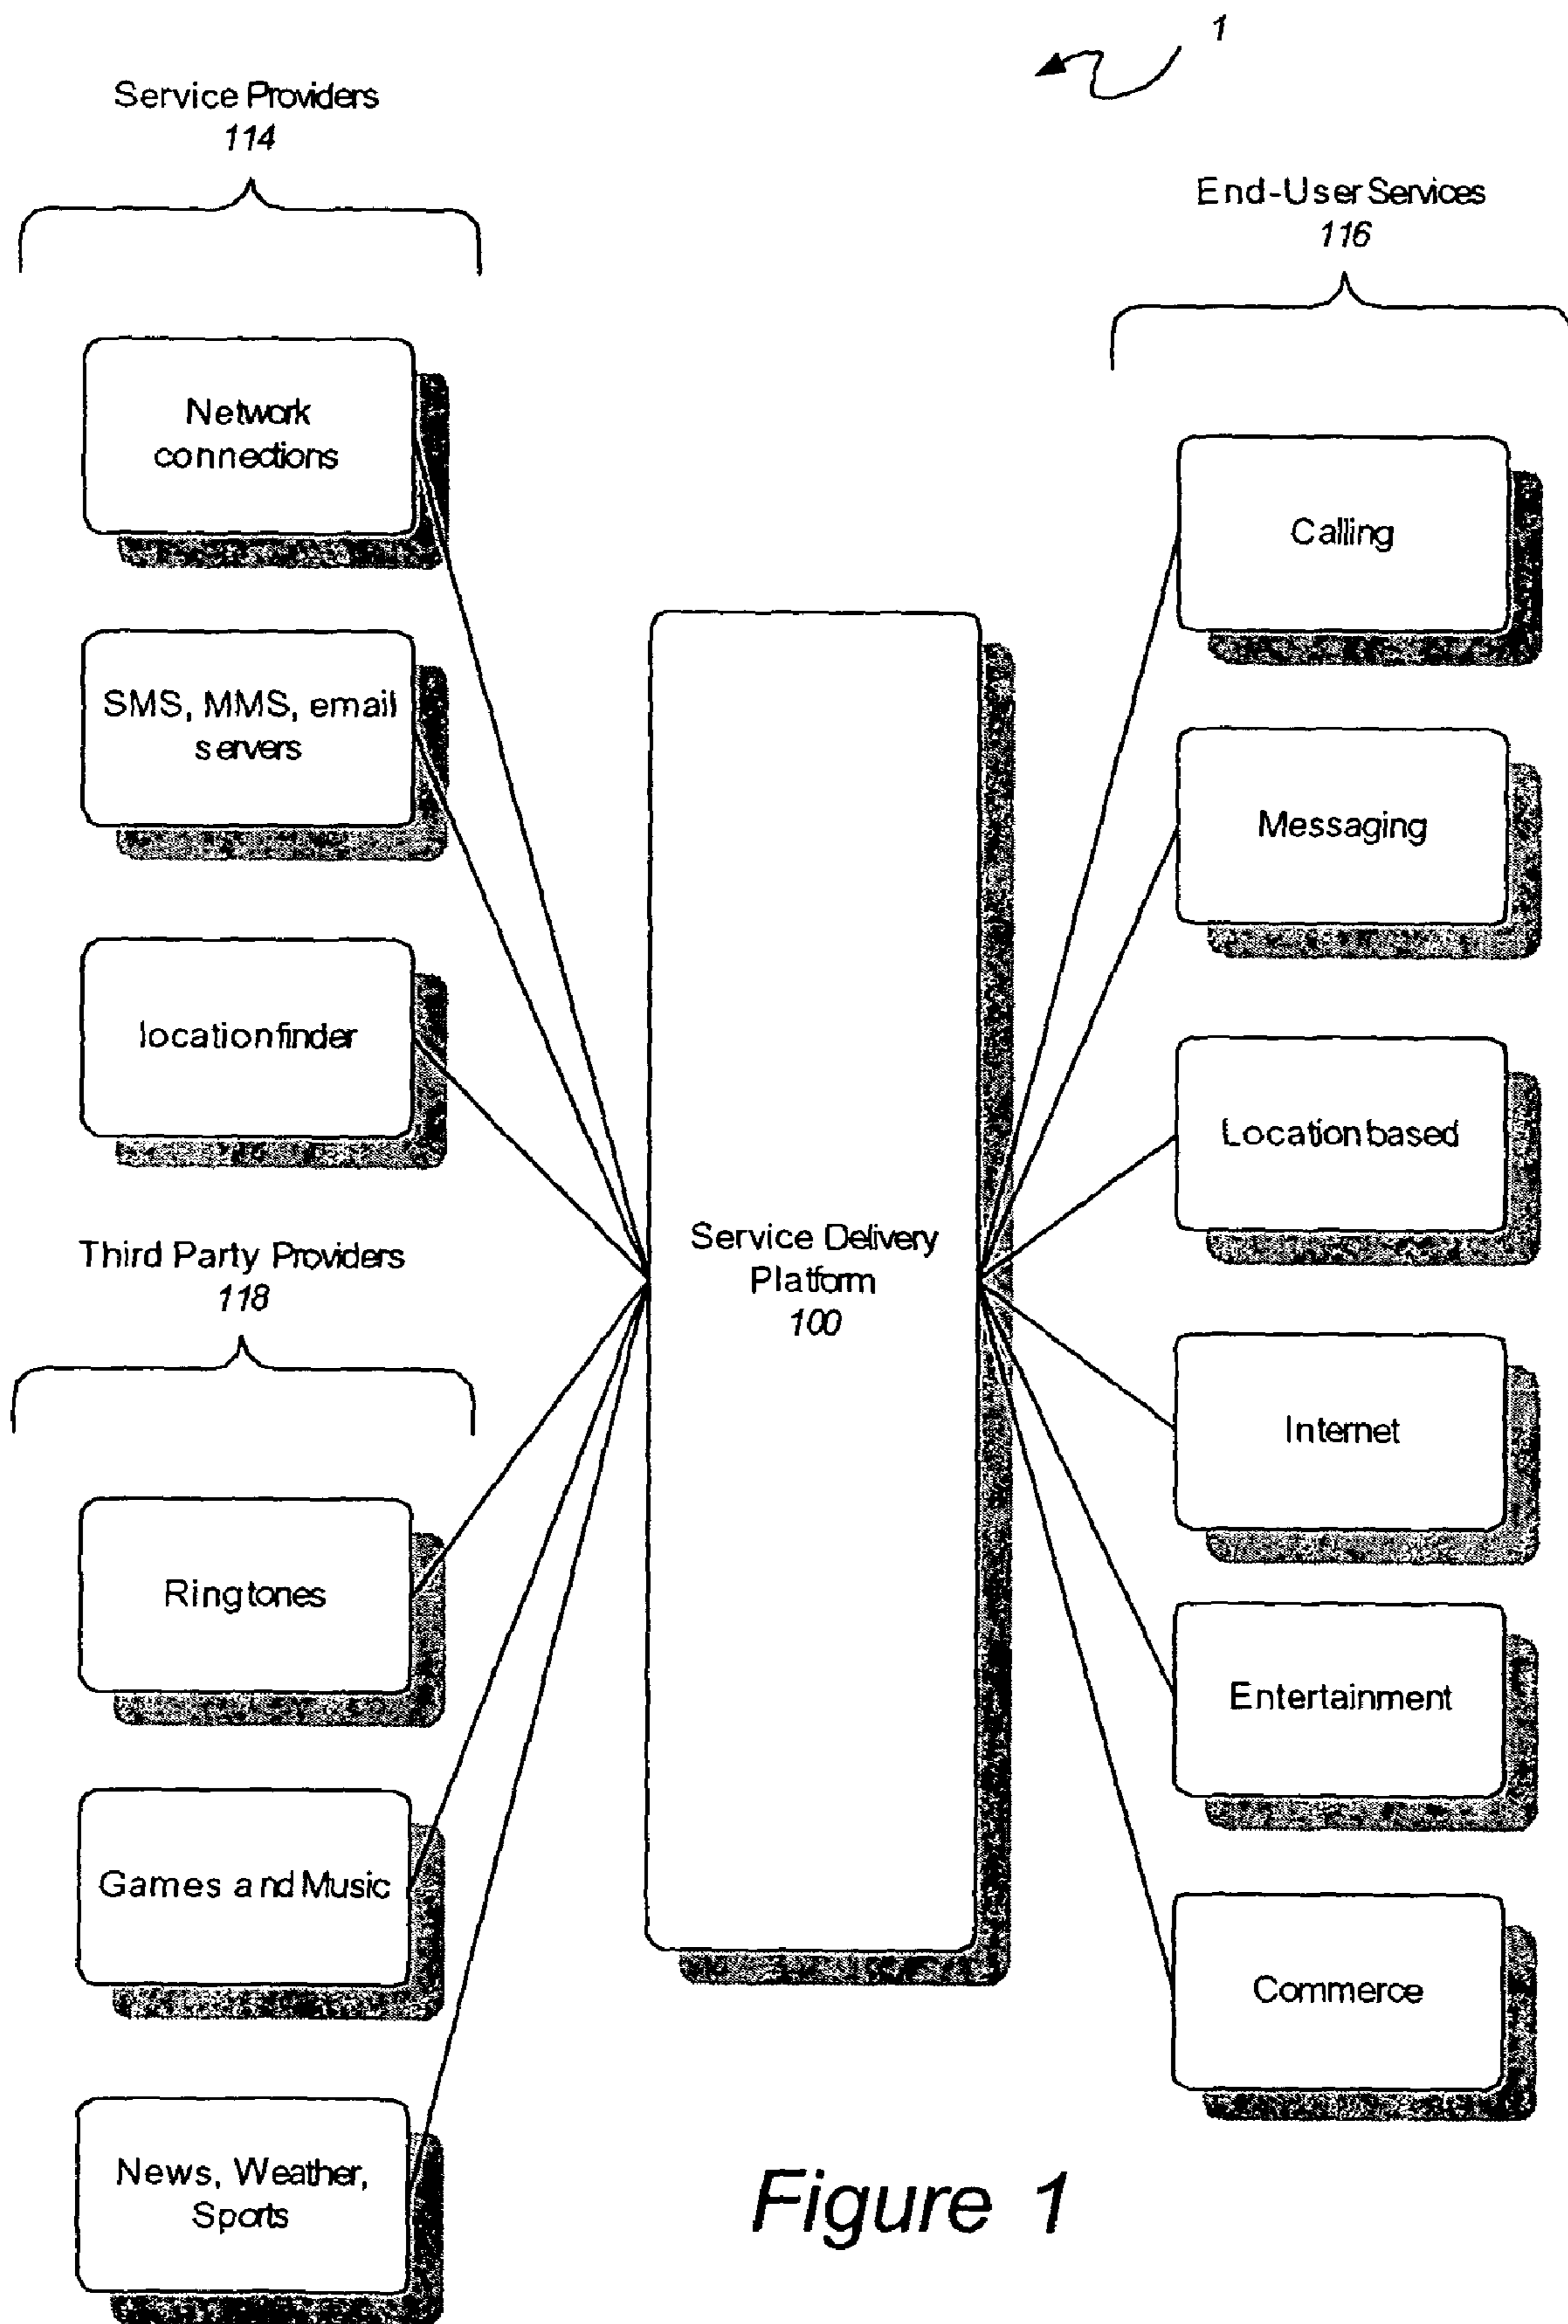 1
Service Providers
114
Network
connections
SMS, MMS, email
servers
location finder
Third Party Providers
118
Ringtones
Games and Music
News, Weather,
Sports
Service Delivery
Platform
100
End-User Services
116
Calling
Messaging
Location based
Internet
Entertainment
Commerce
Figure 1